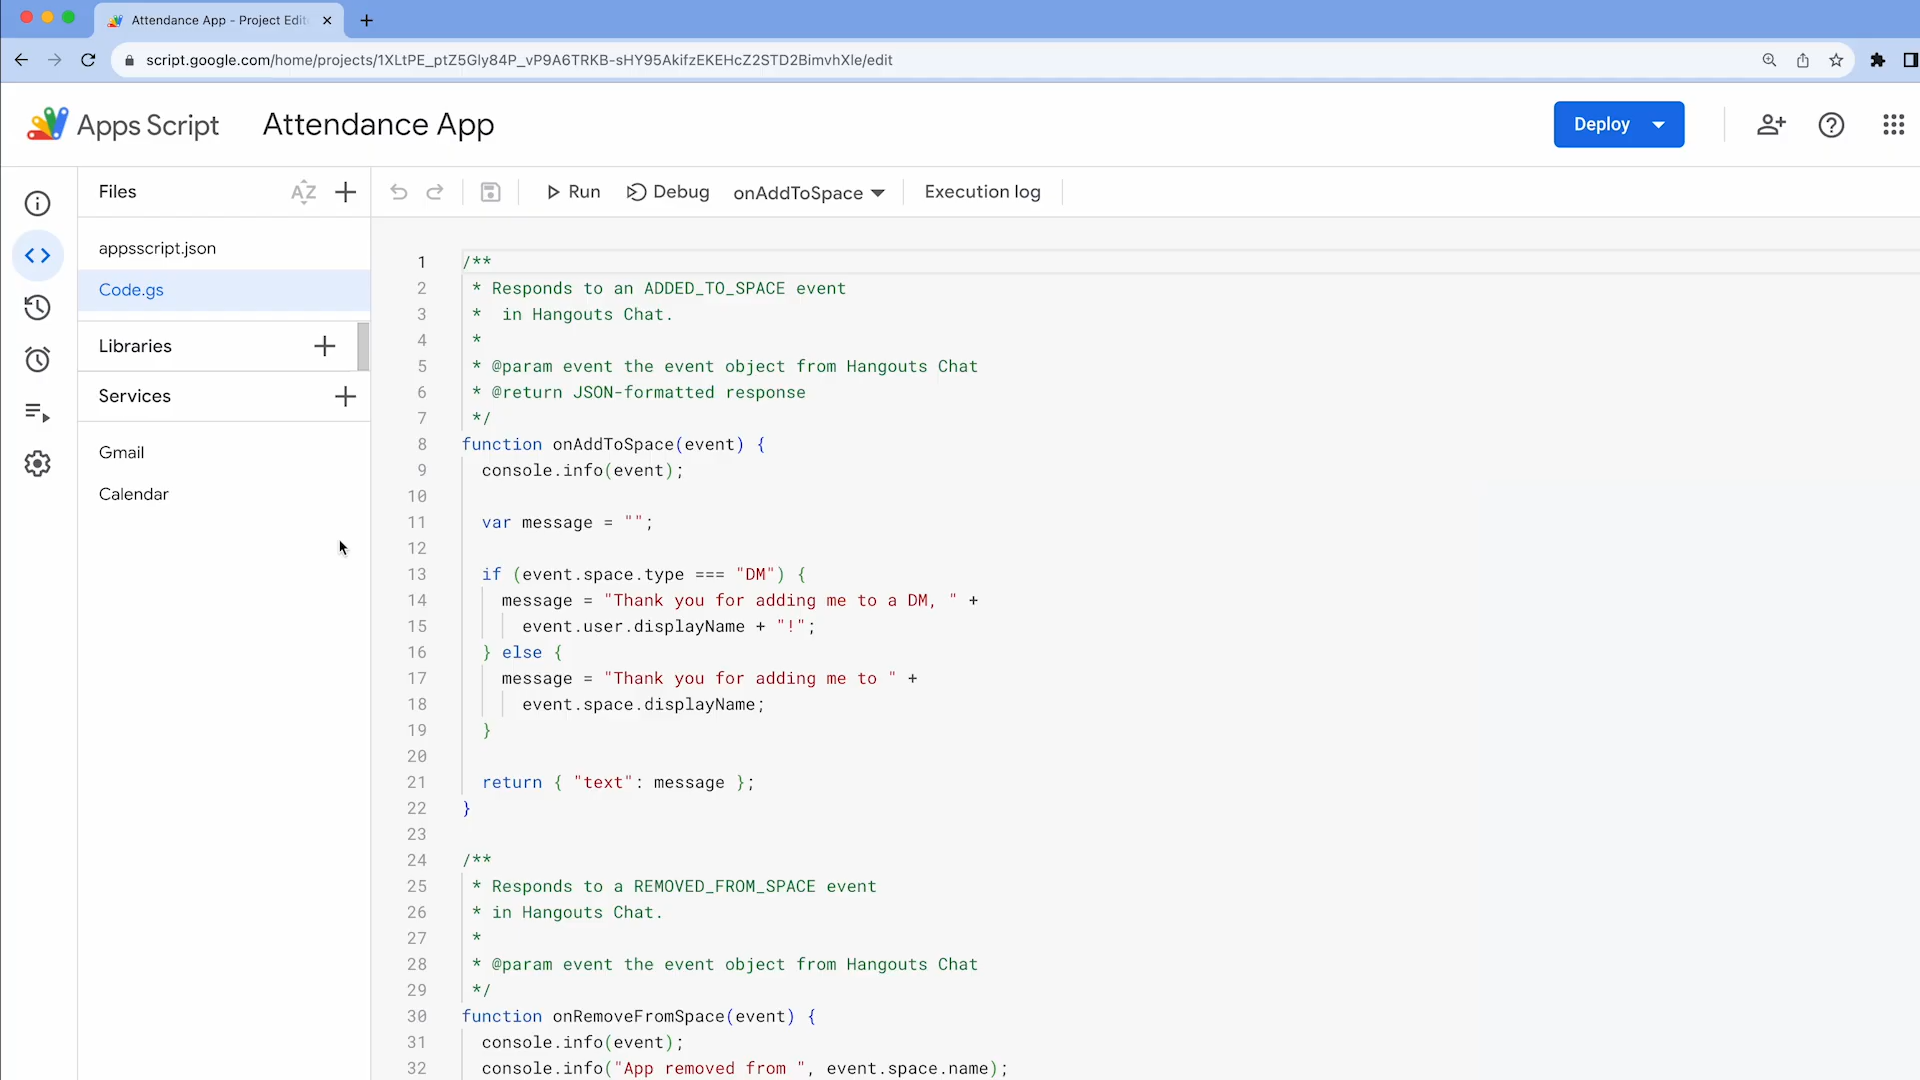 Attendance App - Project Edit
script.google.com/home/projects/1XLtPE_ptZ5Gly84P_vP9A6TRKB-sHY95AkifzEKEHcZ2STD2BimvhXle/edit
Apps Script
Attendance App
Deploy
Files
AZ
Run
Debug
onAddToSpace
Execution log
appsscript.json
Code.gs
Libraries
Services
Gmail
Calendar
1 /**
2 * Responds to an ADDED_TO_SPACE event
3 *  in Hangouts Chat.
4 *
5 * @param event the event object from Hangouts Chat
6 * @return JSON-formatted response
7 */
8 function onAddToSpace(event) {
9 console.info(event);
10
11 var message = "";
12
13 if (event.space.type === "DM") {
14 message = "Thank you for adding me to a DM, " +
15 event.user.displayName + "!";
16 } else {
17 message = "Thank you for adding me to " +
18 event.space.displayName;
19 }
20
21 return { "text": message };
22 }
23
24 /**
25 * Responds to a REMOVED_FROM_SPACE event
26 * in Hangouts Chat.
27 *
28 * @param event the event object from Hangouts Chat
29 */
30 function onRemoveFromSpace(event) {
31 console.info(event);
32 console.info("App removed from ", event.space.name);